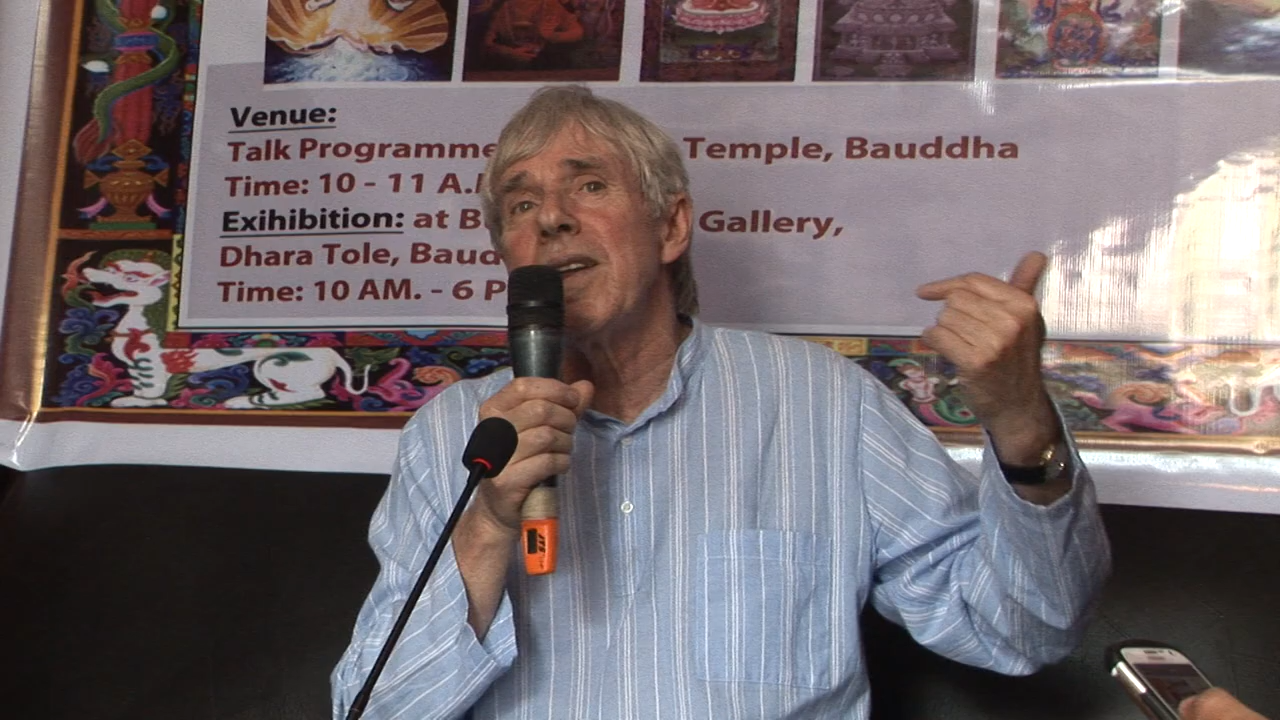 Venue:
Talk Programme Temple, Bauddha
Time: 10 - 11 A.
Exihibition: at B Gallery,
Dhara Tole, Baud
Time: 10 AM. - 6 P